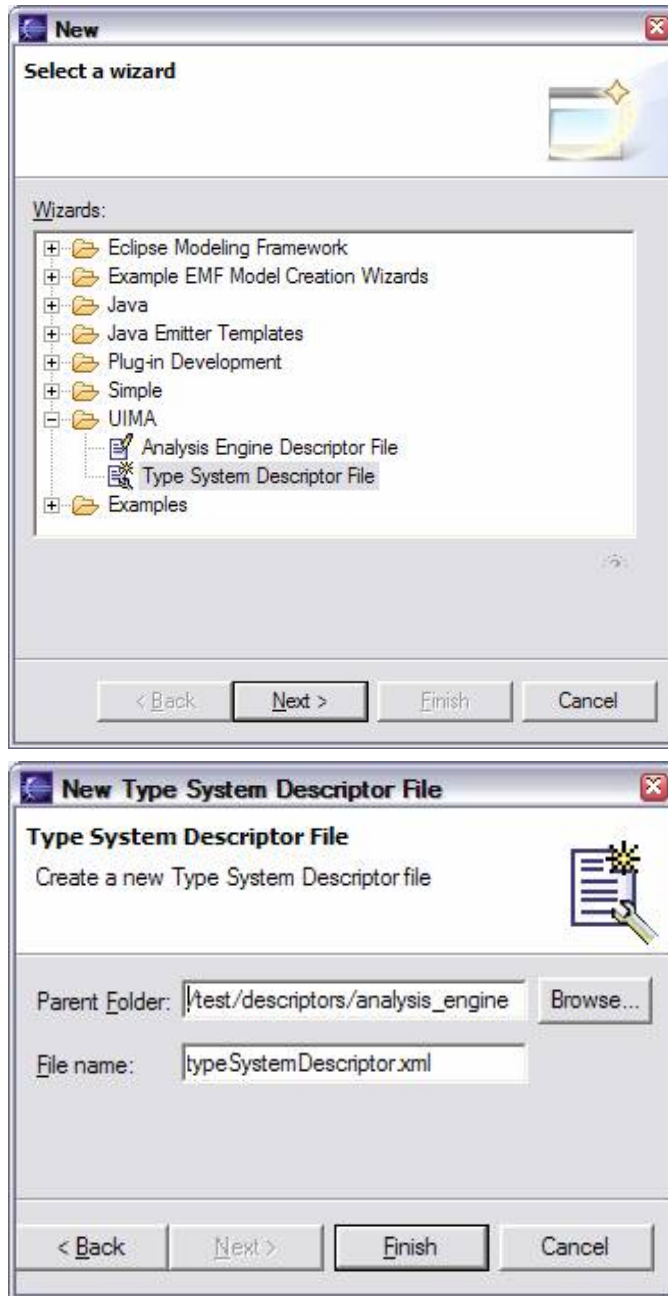 New
Select a wizard
Wizards:
Eclipse Modeling Framework
Example EMF Model Creation Wizards
Java
Java Emitter Templates
Plug-in Development
Simple
UIMA
Analysis Engine Descriptor File
Type System Descriptor File
Examples
< Back Next > Finish Cancel
New Type System Descriptor File
Type System Descriptor File
Create a new Type System Descriptor file
Parent Folder: /test/descriptors/analysis_engine Browse...
File name: typeSystemDescriptor.xml
< Back Next > Finish Cancel